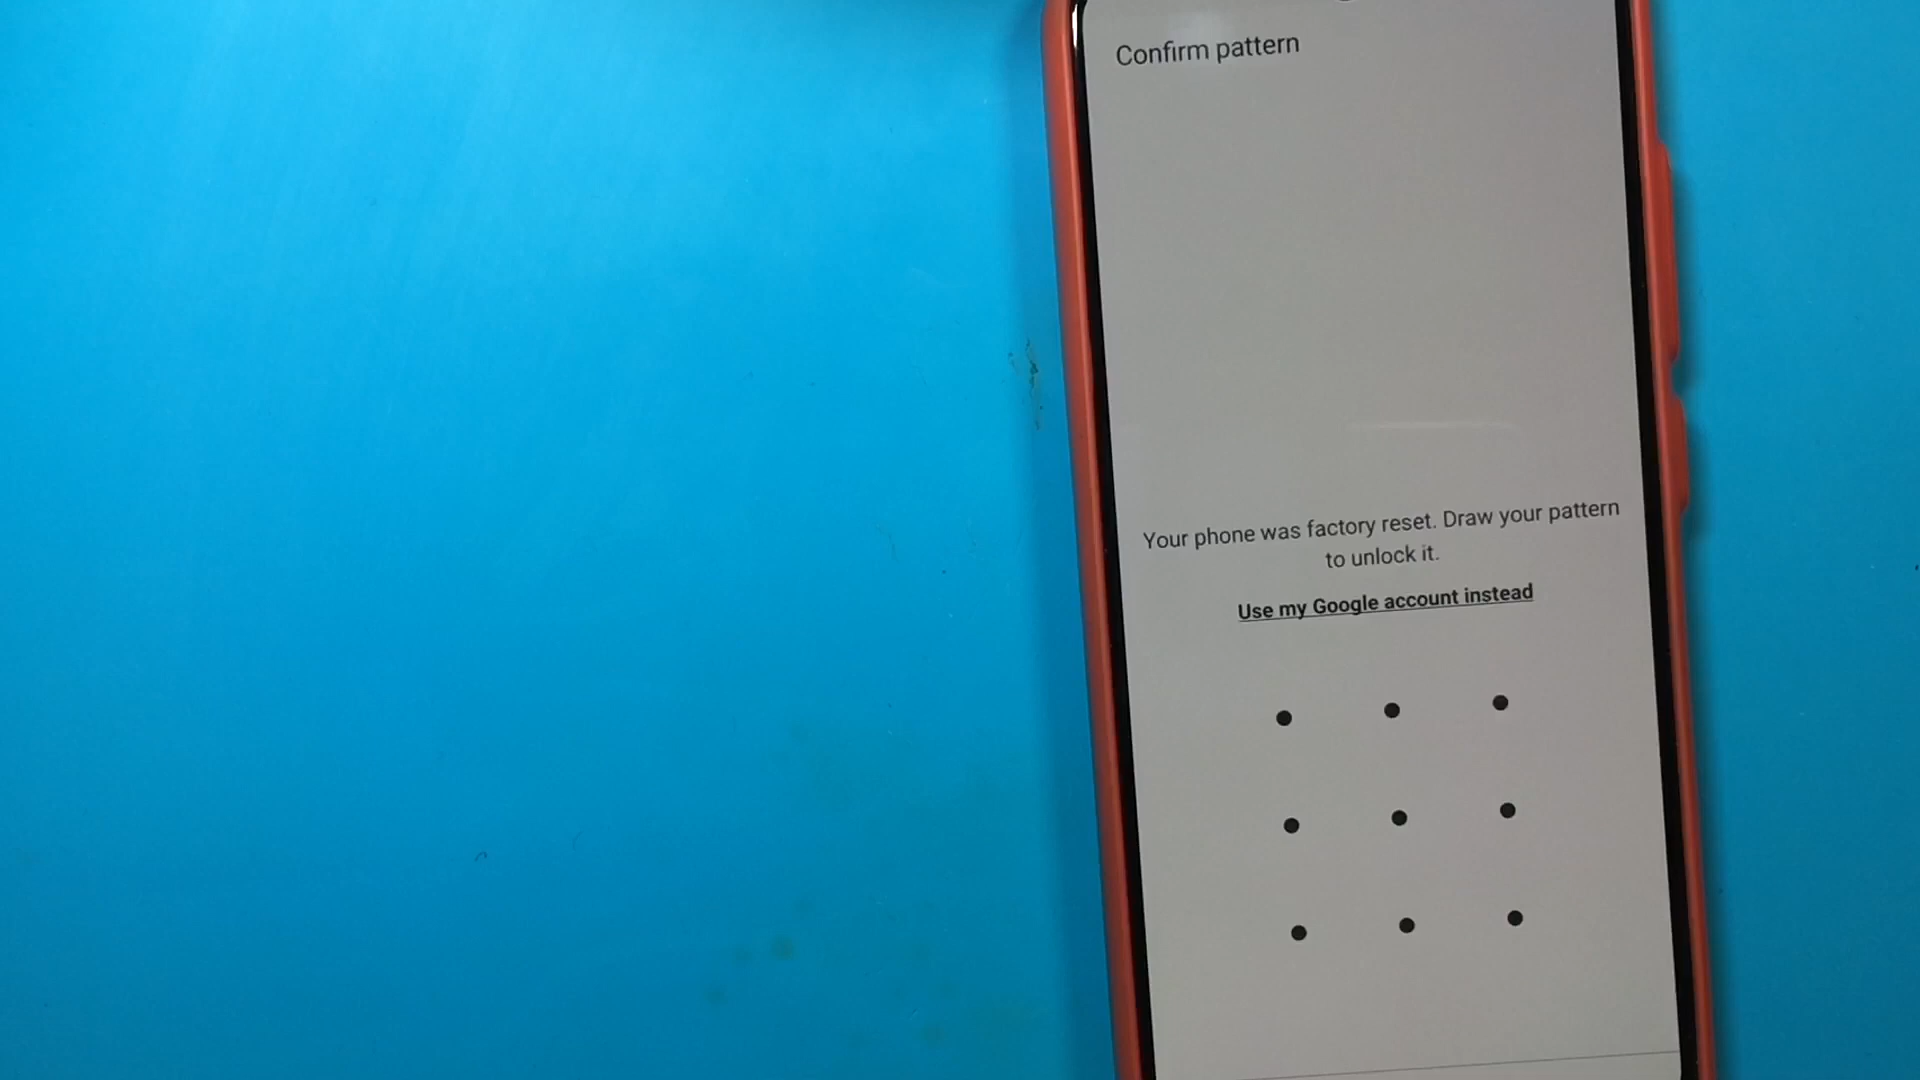 Confirm pattern
Your phone was factory reset. Draw your pattern
to unlock it.
Use my Google account instead